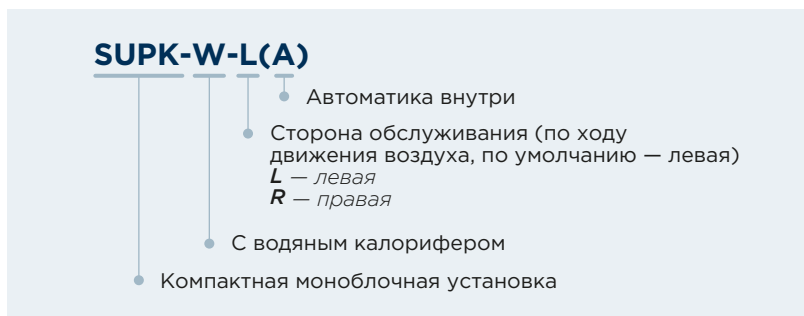 SUPK-W-L(A)
Автоматика внутри
Сторона обслуживания (по ходу
движения воздуха, по умолчанию — левая)
L — левая
R — правая
С водяным калорифером
Компактная моноблочная установка